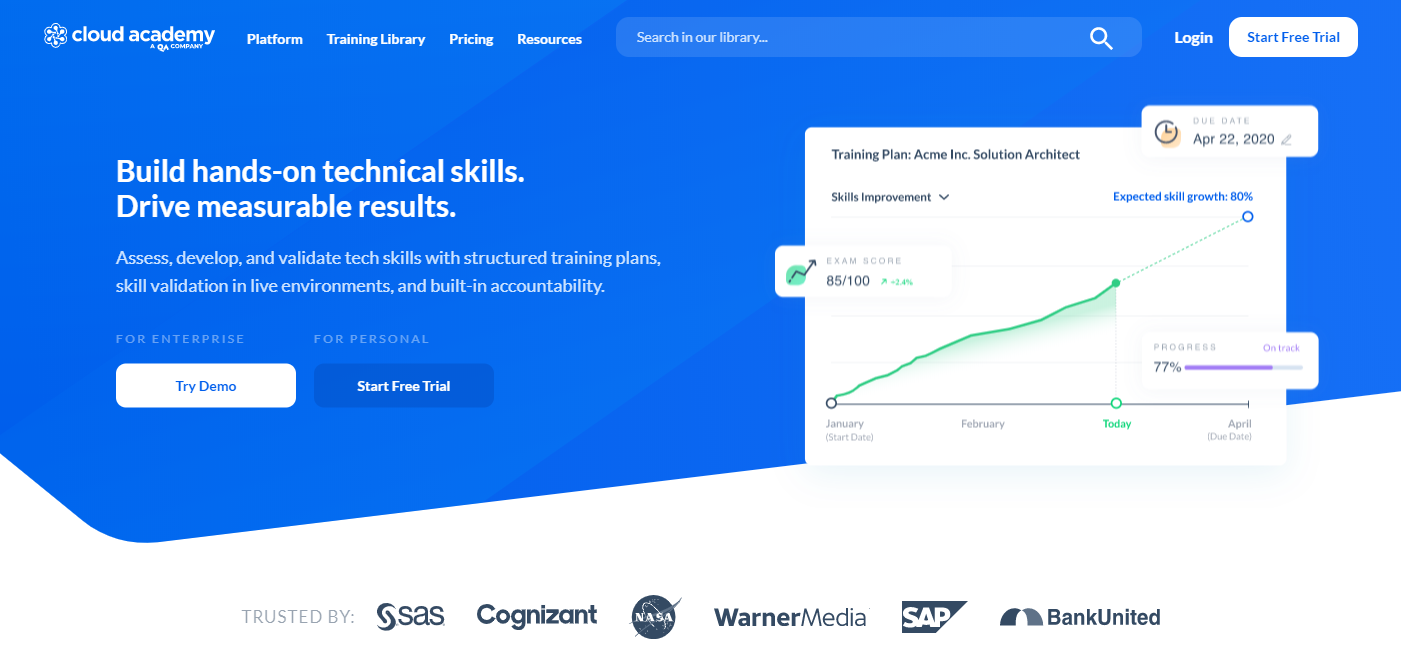 cloud academy
A QA COMPANY
Platform
Training Library
Pricing
Resources
Search in our library...
Login
Start Free Trial
Build hands-on technical skills.
Drive measurable results.
Assess, develop, and validate tech skills with structured training plans,
skill validation in live environments, and built-in accountability.
FOR ENTERPRISE
FOR PERSONAL
Try Demo
Start Free Trial
DUE DATE
Apr 22, 2020
Training Plan: Acme Inc. Solution Architect
Skills Improvement
Expected skill growth: 80%
EXAM SCORE
85/100
+2.4%
PROGRESS
On track
77%
January
(Start Date)
February
Today
April
(Due Date)
TRUSTED BY:
sas
Cognizant
NASA
WarnerMedia
SAP
BankUnited